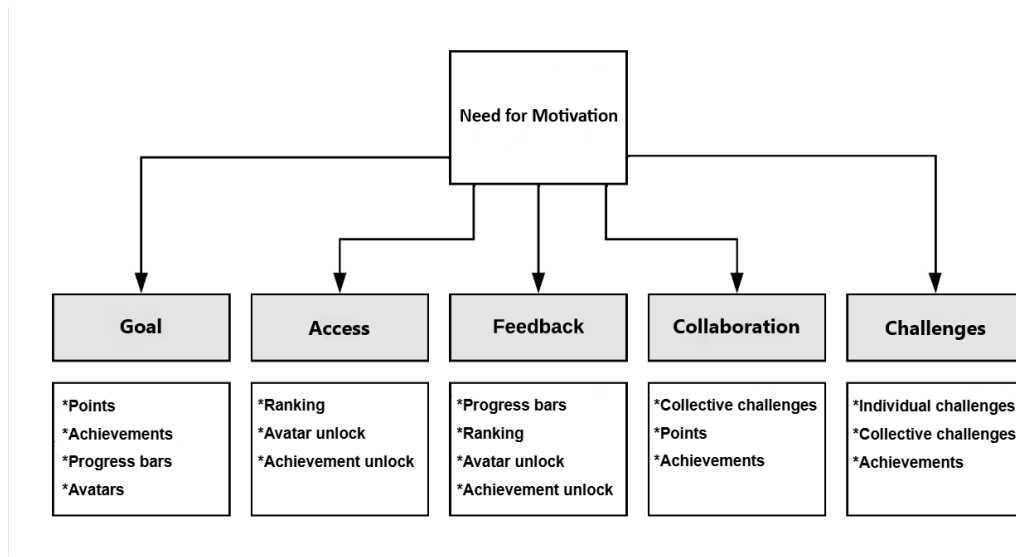 Need for Motivation
Goal
Access
Feedback
Collaboration
Challenges
*Points
*Achievements
*Progress bars
*Avatars
*Ranking
*Avatar unlock
*Achievement unlock
*Progress bars
*Ranking
*Avatar unlock
*Achievement unlock
*Collective challenges
*Points
*Achievements
*Individual challenges
*Collective challenges
*Achievements